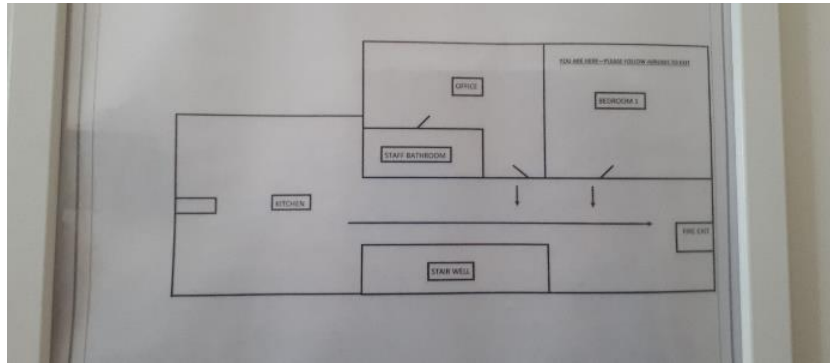 OFFICE
YOU ARE HERE – PLEASE FOLLOW ARROWS TO EXIT
BEDROOM 1
STAFF BATHROOM
KITCHEN
FIRE EXIT
STAIR WELL